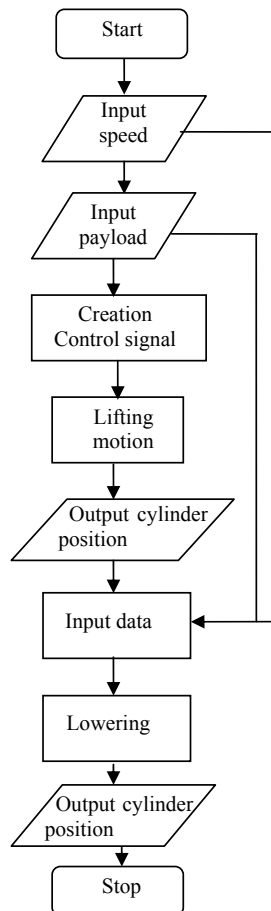 Start
Input
speed
Input
payload
Creation
Control signal
Lifting
motion
Output cylinder
position
Input data
Lowering
Output cylinder
position
Stop